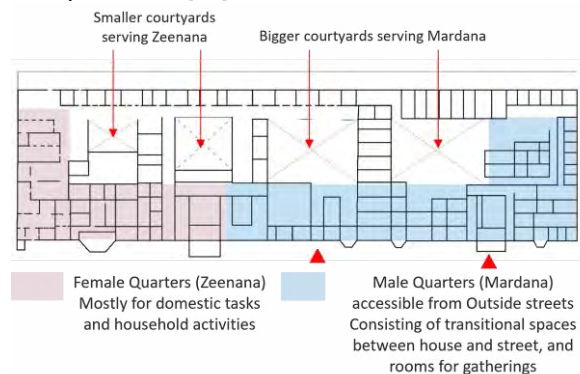 Smaller courtyards
serving Zeenana
Bigger courtyards serving Mardana
Female Quarters (Zeenana)
Mostly for domestic tasks
and household activities
Male Quarters (Mardana)
accessible from Outside streets
Consisting of transitional spaces
between house and street, and
rooms for gatherings